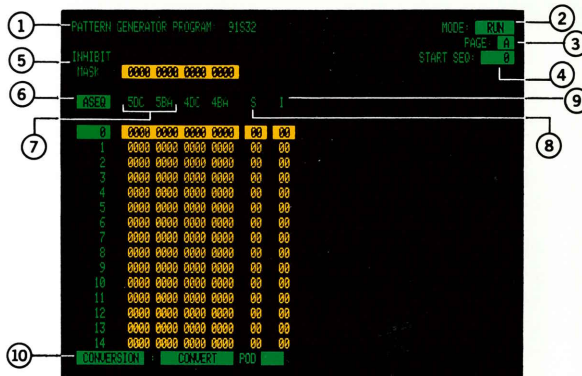 PATTERN GENERATOR PROGRAM 91S32 MODE: RUN
PAGE A
START SEQ: 0
INHIBIT
MASK 0000 0000 0000 0000
ASEQ 5DC 5BA 4DC 4BA S I
0 0000 0000 0000 0000 00 00
1 0000 0000 0000 0000 00 00
2 0000 0000 0000 0000 00 00
3 0000 0000 0000 0000 00 00
4 0000 0000 0000 0000 00 00
5 0000 0000 0000 0000 00 00
6 0000 0000 0000 0000 00 00
7 0000 0000 0000 0000 00 00
8 0000 0000 0000 0000 00 00
9 0000 0000 0000 0000 00 00
10 0000 0000 0000 0000 00 00
11 0000 0000 0000 0000 00 00
12 0000 0000 0000 0000 00 00
13 0000 0000 0000 0000 00 00
14 0000 0000 0000 0000 00 00
CONVERSION : CONVERT POD
1
2
3
4
5
6
7
8
9
10